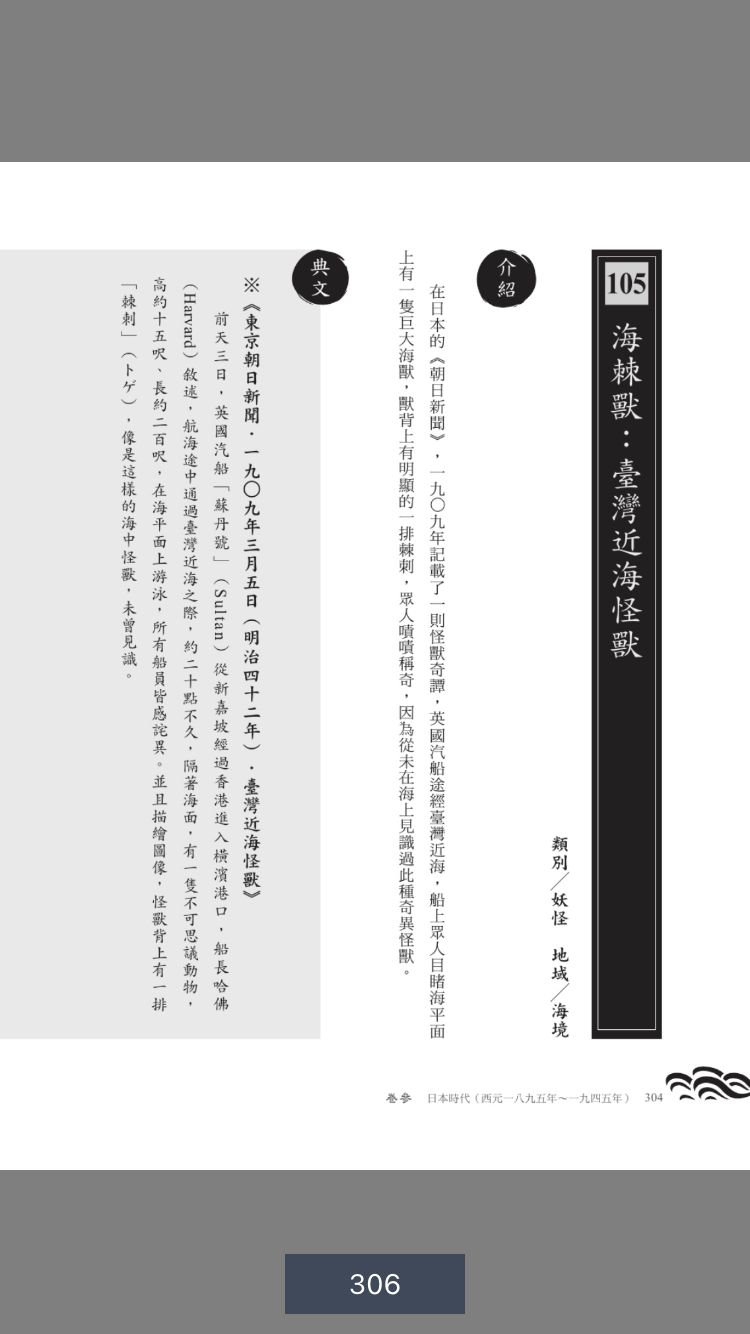 105
海棘獸：臺灣近海怪獸
類別／妖怪　地域／海境
介紹
在日本的《朝日新聞》，一九〇九年記載了一則怪獸奇譚，英國汽船途經臺灣近海，船上眾人目睹海平面
上有一隻巨大海獸，獸背上有明顯的一排棘刺，眾人嘖嘖稱奇，因為從未在海上見識過此種奇異怪獸。
典文
※《東京朝日新聞·一九〇九年三月五日（明治四十二年）·臺灣近海怪獸》
前天三日，英國汽船「蘇丹號」（Sultan）從新嘉坡經過香港進入橫濱港口，船長哈佛
（Harvard）敘述，航海途中通過臺灣近海之際，約二十點不久，隔著海面，有一隻不可思議動物，
高約十五呎、長約二百呎，在海平面上游泳，所有船員皆感詫異。並且描繪圖像，怪獸背上有一排
「棘刺」（トゲ），像是這樣的海中怪獸，未曾見識。
卷參　日本時代（西元一八九五年～一九四五年）　304
306